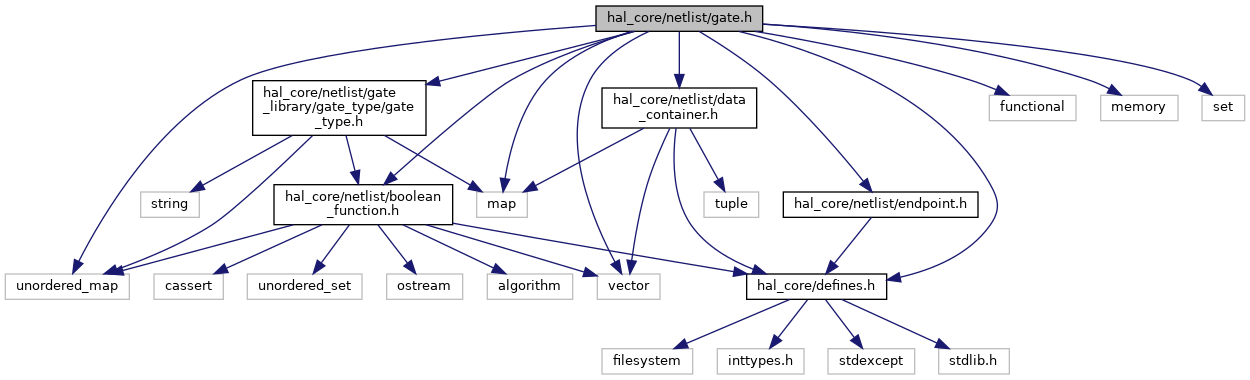 hal_core/netlist/gate.h
hal_core/netlist/gate
_library/gate_type/gate
_type.h
hal_core/netlist/data
_container.h
functional
memory
set
string
hal_core/netlist/boolean
_function.h
map
tuple
hal_core/netlist/endpoint.h
unordered_map
cassert
unordered_set
ostream
algorithm
vector
hal_core/defines.h
filesystem
inttypes.h
stdexcept
stdlib.h